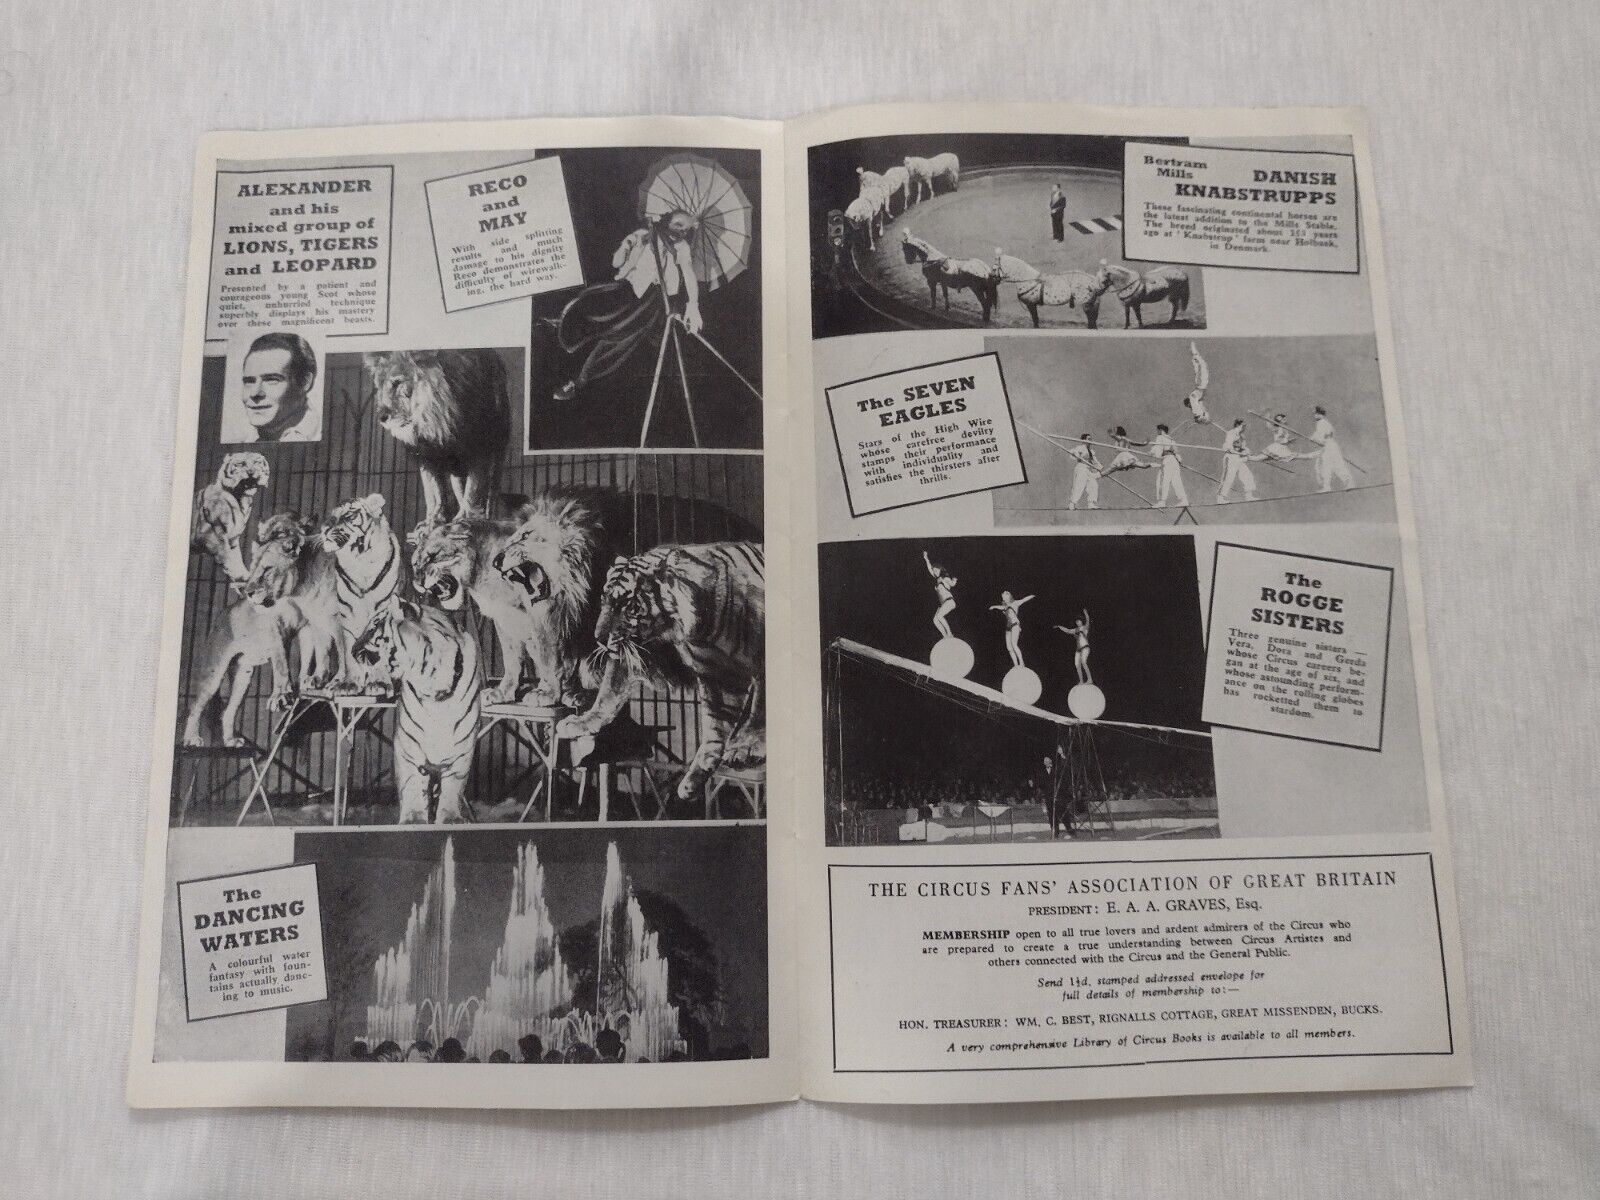 ALEXANDER
and his
mixed group of
LIONS, TIGERS
and LEOPARD
Presented by a patient and
courageous young Scot whose
quiet, unhurried technique
superbly displays his mastery
over these magnificent beasts.
RECO
and
MAY
With side splitting
results and much
damage to his dignity
Reco demonstrates the
difficulty of wirewalk-
ing, the hard way.
The
DANCING
WATERS
A colourful water
fantasy with foun-
tains actually danc-
ing to music.
Bertram
Mills
DANISH
KNABSTRUPPS
These fascinating continental horses are
the latest addition to the Mills Stable.
The breed originated about years
ago at 'Knabstrup' farm near Holbaek,
in Denmark.
The SEVEN
EAGLES
Stars of the High Wire
whose carefree devilry
stamps their performance
with individuality and
satisfies the thirsters after
thrills.
The
ROGGE
SISTERS
Three genuine sisters —
Vera, Dora and Gerda
whose Circus careers be-
gan at the age of six, and
whose astounding perform-
ance on the rolling globes
has rocketted them to
stardom.
THE CIRCUS FANS' ASSOCIATION OF GREAT BRITAIN
PRESIDENT: E. A. A. GRAVES, Esq.
MEMBERSHIP open to all true lovers and ardent admirers of the Circus who
are prepared to create a true understanding between Circus Artistes and
others connected with the Circus and the General Public.
Send 1½d. stamped addressed envelope for
full details of membership to:—
HON. TREASURER: WM. C. BEST, RIGNALLS COTTAGE, GREAT MISSENDEN, BUCKS.
A very comprehensive Library of Circus Books is available to all members.